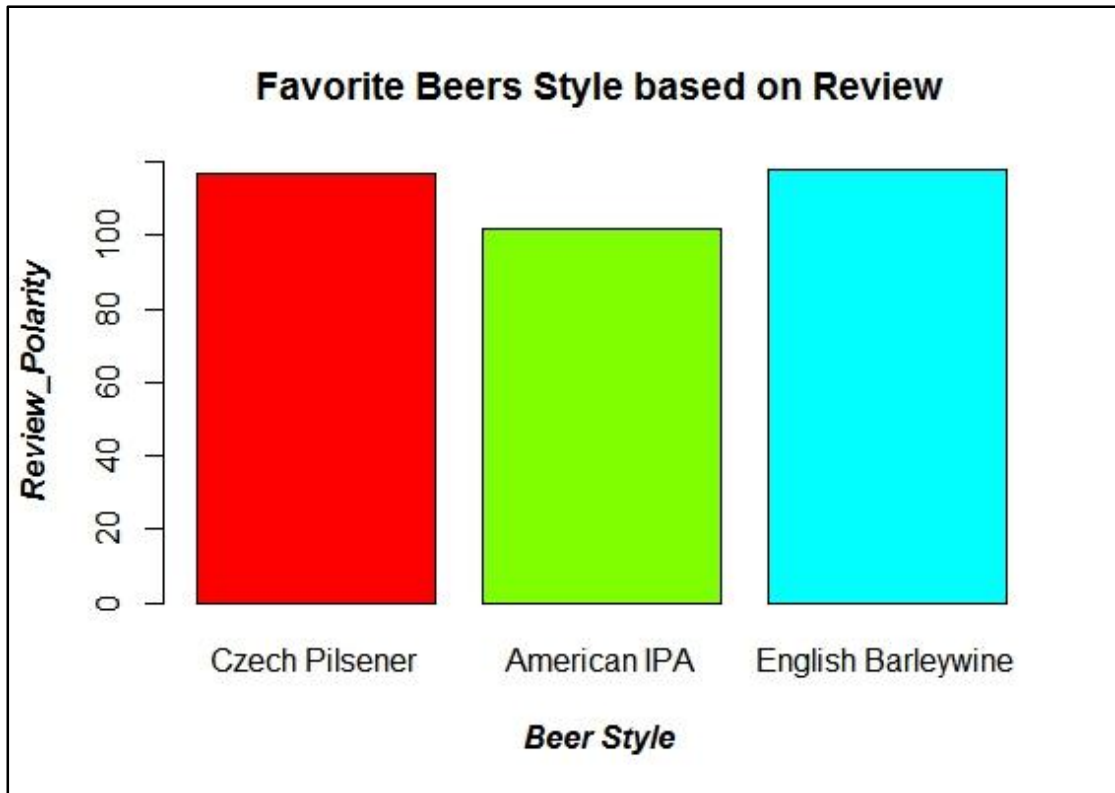 Favorite Beers Style based on Review
Review_Polarity
100
80
60
40
20
0
Czech Pilsener
American IPA
English Barleywine
Beer Style